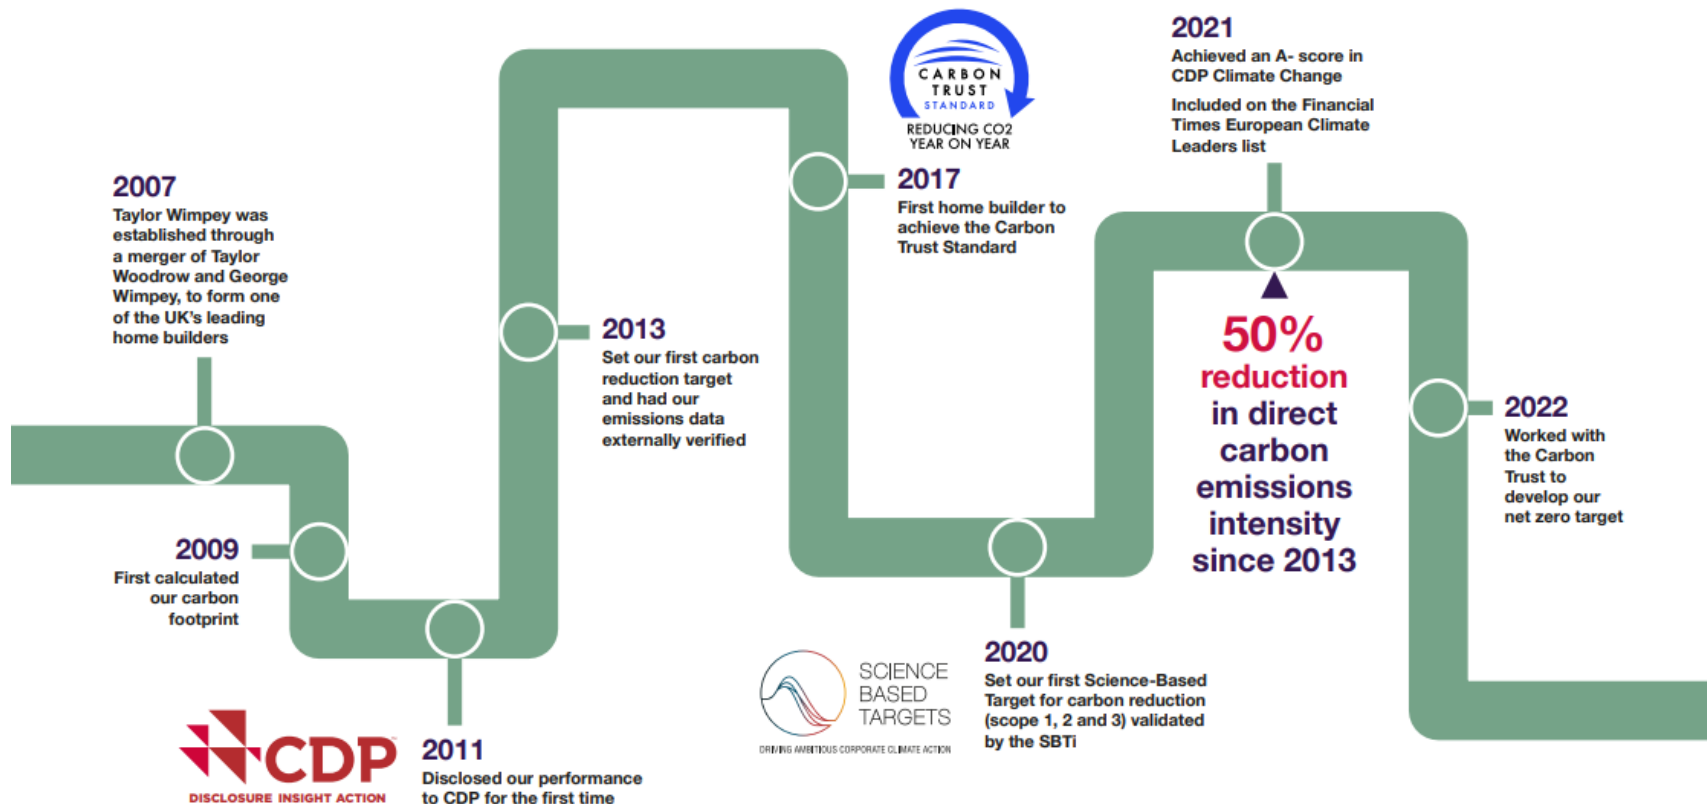 2007
Taylor Wimpey was
established through
a merger of Taylor
Woodrow and George
Wimpey, to form one
of the UK's leading
home builders
2009
First calculated
our carbon
footprint
CDP
DISCLOSURE INSIGHT ACTION
2011
Disclosed our performance
to CDP for the first time
2013
Set our first carbon
reduction target
and had our
emissions data
externally verified
CARBON
TRUST
STANDARD
REDUCING CO2
YEAR ON YEAR
2017
First home builder to
achieve the Carbon
Trust Standard
SCIENCE
BASED
TARGETS
DRIVING AMBITIOUS CORPORATE CLIMATE ACTION
2020
Set our first Science-Based
Target for carbon reduction
(scope 1, 2 and 3) validated
by the SBTi
2021
Achieved an A- score in
CDP Climate Change
Included on the Financial
Times European Climate
Leaders list
50%
reduction
in direct
carbon
emissions
intensity
since 2013
2022
Worked with
the Carbon
Trust to
develop our
net zero target